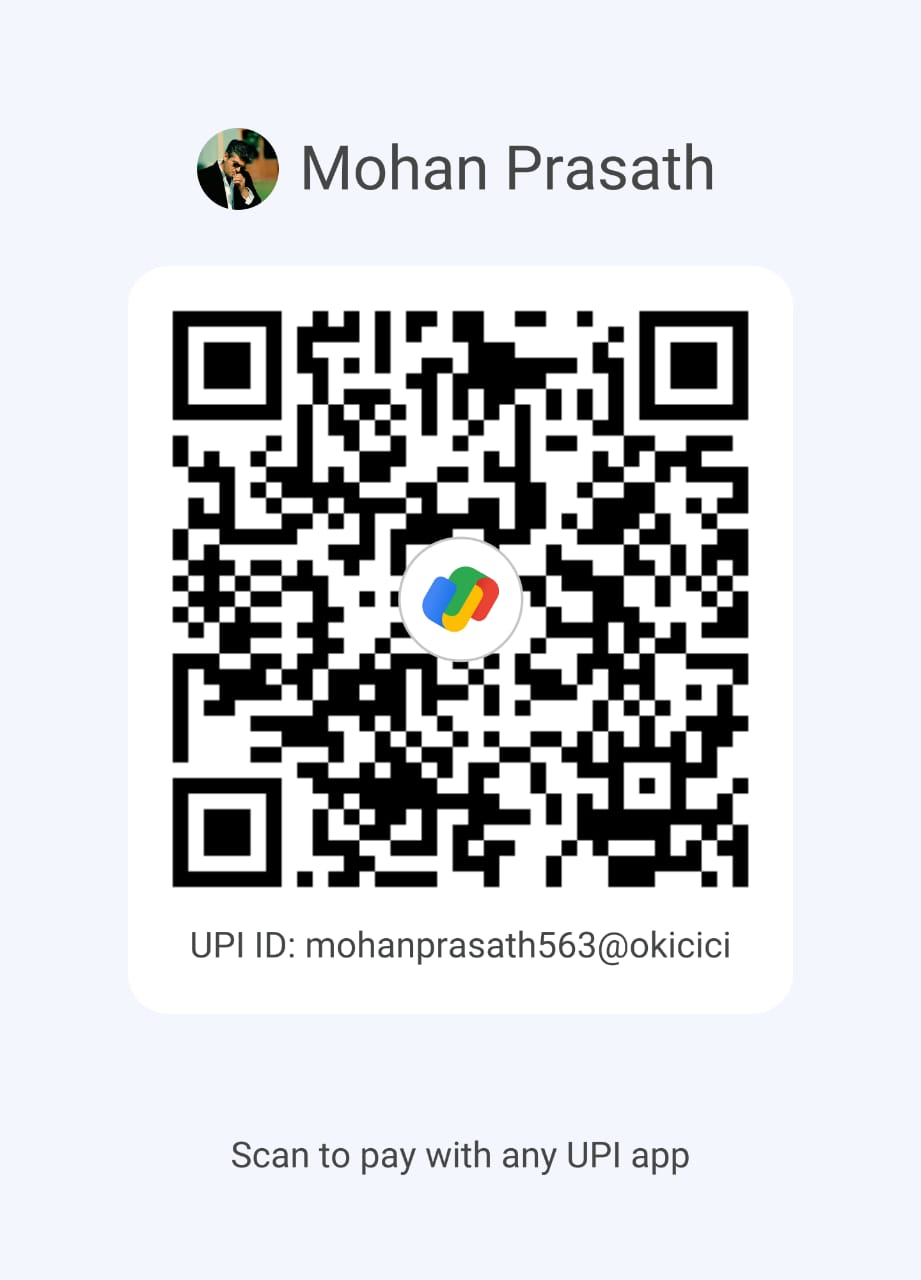 Mohan Prasath
UPI ID: mohanprasath563@okicici
Scan to pay with any UPI app